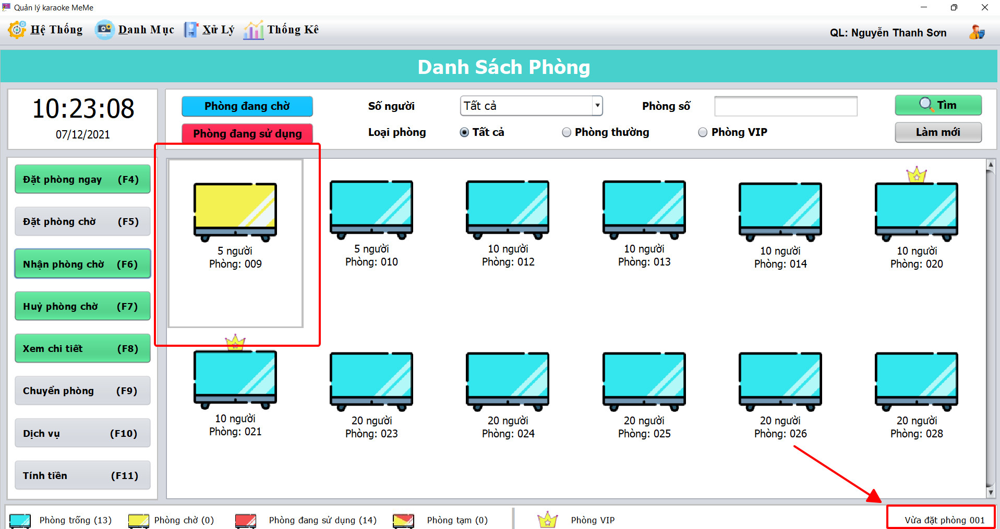 Quản lý karaoke MeMe
Hệ Thống Danh Mục Xử Lý Thống Kê QL: Nguyễn Thanh Sơn
Danh Sách Phòng
10:23:08
07/12/2021
Phòng đang chờ Số người Tất cả Phòng số Tìm
Phòng đang sử dụng Loại phòng Tất cả Phòng thường Phòng VIP Làm mới
Đặt phòng ngay (F4)
Đặt phòng chờ (F5)
Nhận phòng chờ (F6)
Huỷ phòng chờ (F7)
Xem chi tiết (F8)
Chuyển phòng (F9)
Dịch vụ (F10)
Tính tiền (F11)
5 người
Phòng: 009
5 người
Phòng: 010
10 người
Phòng: 012
10 người
Phòng: 013
10 người
Phòng: 014
10 người
Phòng: 020
10 người
Phòng: 021
20 người
Phòng: 023
20 người
Phòng: 024
20 người
Phòng: 025
20 người
Phòng: 026
20 người
Phòng: 028
Phòng trống (13) Phòng chờ (0) Phòng đang sử dụng (14) Phòng tạm (0) Phòng VIP Vừa đặt phòng 001